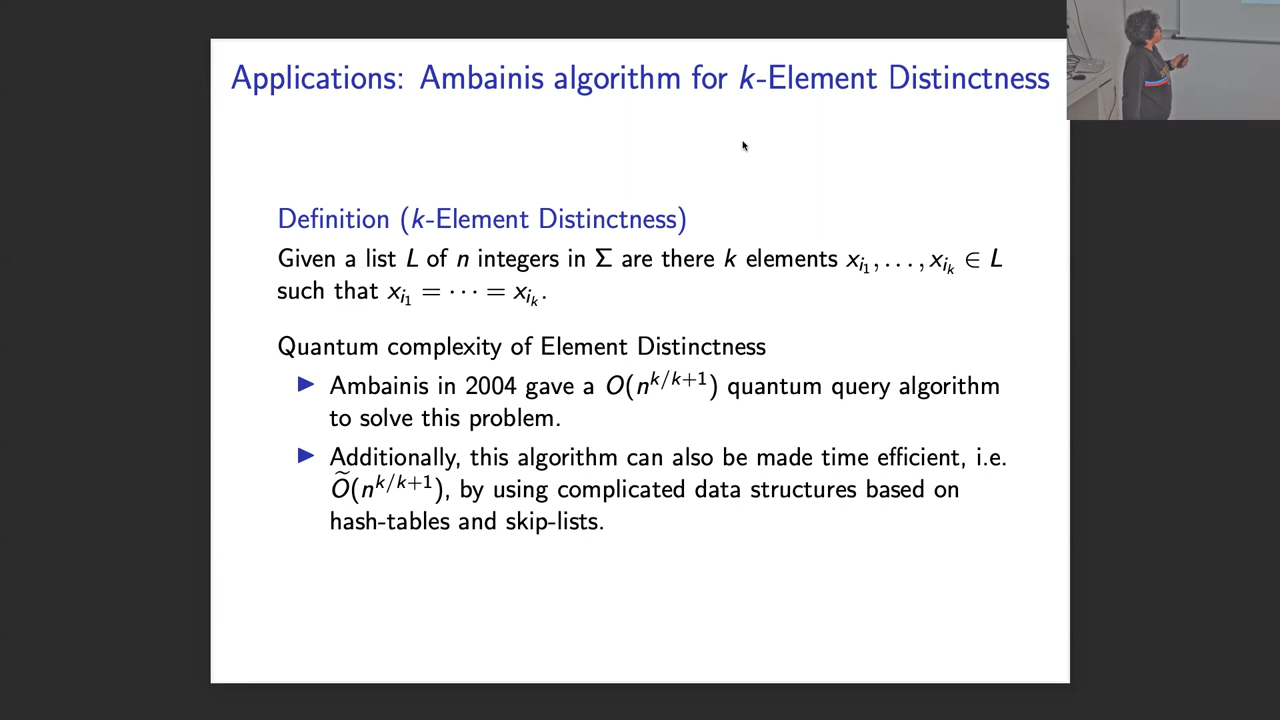 Applications: Ambainis algorithm for k-Element Distinctness
Definition (k-Element Distinctness)
Given a list L of n integers in Σ are there k elements x_{i_1}, . . . , x_{i_k} ∈ L
such that x_{i_1} = · · · = x_{i_k}.
Quantum complexity of Element Distinctness
▶ Ambainis in 2004 gave a O(n^{k/k+1}) quantum query algorithm
to solve this problem.
▶ Additionally, this algorithm can also be made time efficient, i.e.
Õ(n^{k/k+1}), by using complicated data structures based on
hash-tables and skip-lists.